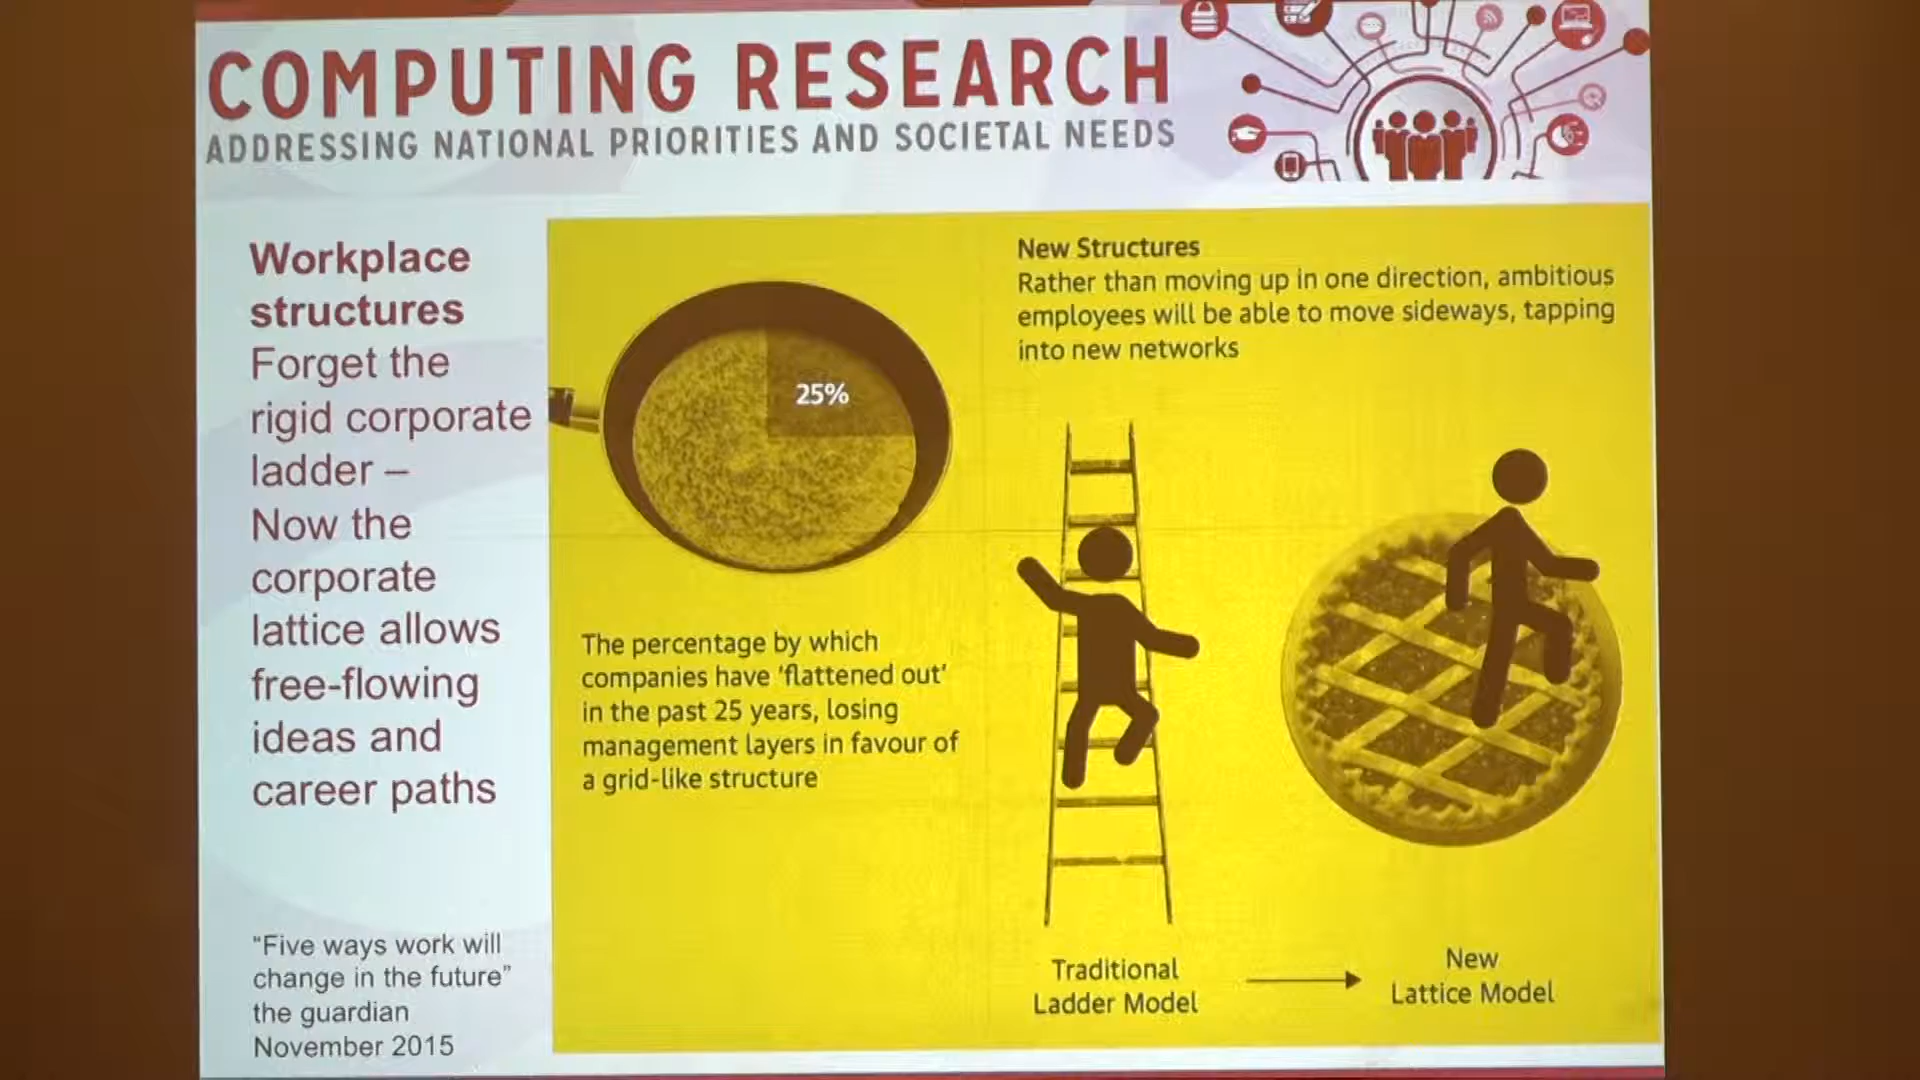 COMPUTING RESEARCH
ADDRESSING NATIONAL PRIORITIES AND SOCIETAL NEEDS
Workplace
structures
Forget the
rigid corporate
ladder –
Now the
corporate
lattice allows
free-flowing
ideas and
career paths
"Five ways work will
change in the future"
the guardian
November 2015
25%
The percentage by which
companies have 'flattened out'
in the past 25 years, losing
management layers in favour of
a grid-like structure
New Structures
Rather than moving up in one direction, ambitious
employees will be able to move sideways, tapping
into new networks
Traditional
Ladder Model
New
Lattice Model